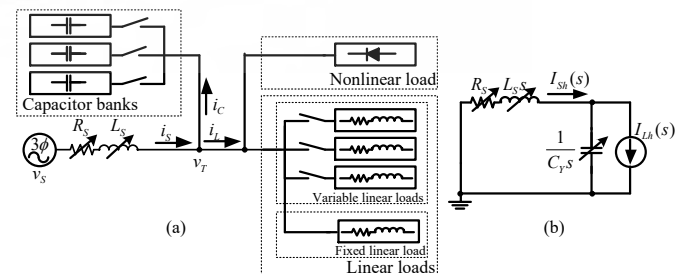 Capacitor banks
Nonlinear load
i_C
R_S
L_S
i_S
i_L
3ϕ
v_S
v_T
Variable linear loads
Fixed linear load
Linear loads
(a)
R_S
L_S s
I_Sh(s)
1/(C_Y s)
I_Lh(s)
(b)